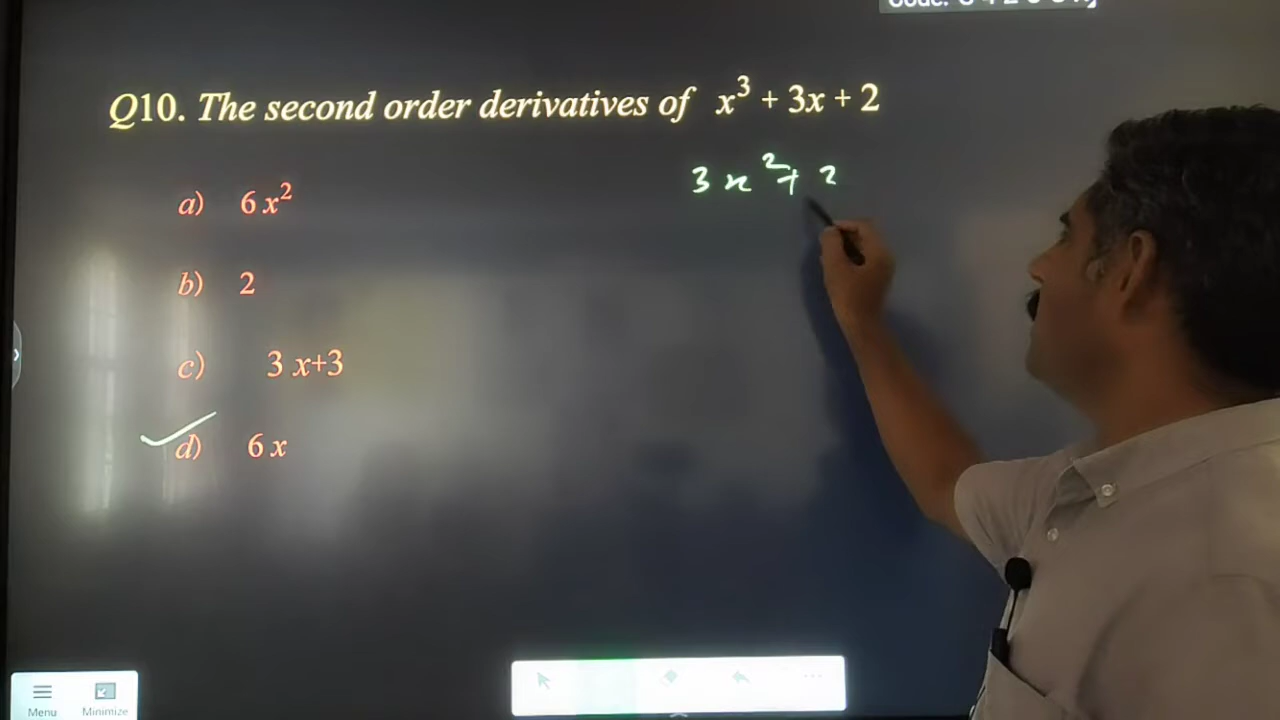 Q10. The second order derivatives of x³ + 3x + 2
3x² + 2
a) 6x²
b) 2
c) 3x+3
d) 6x
Menu Minimize